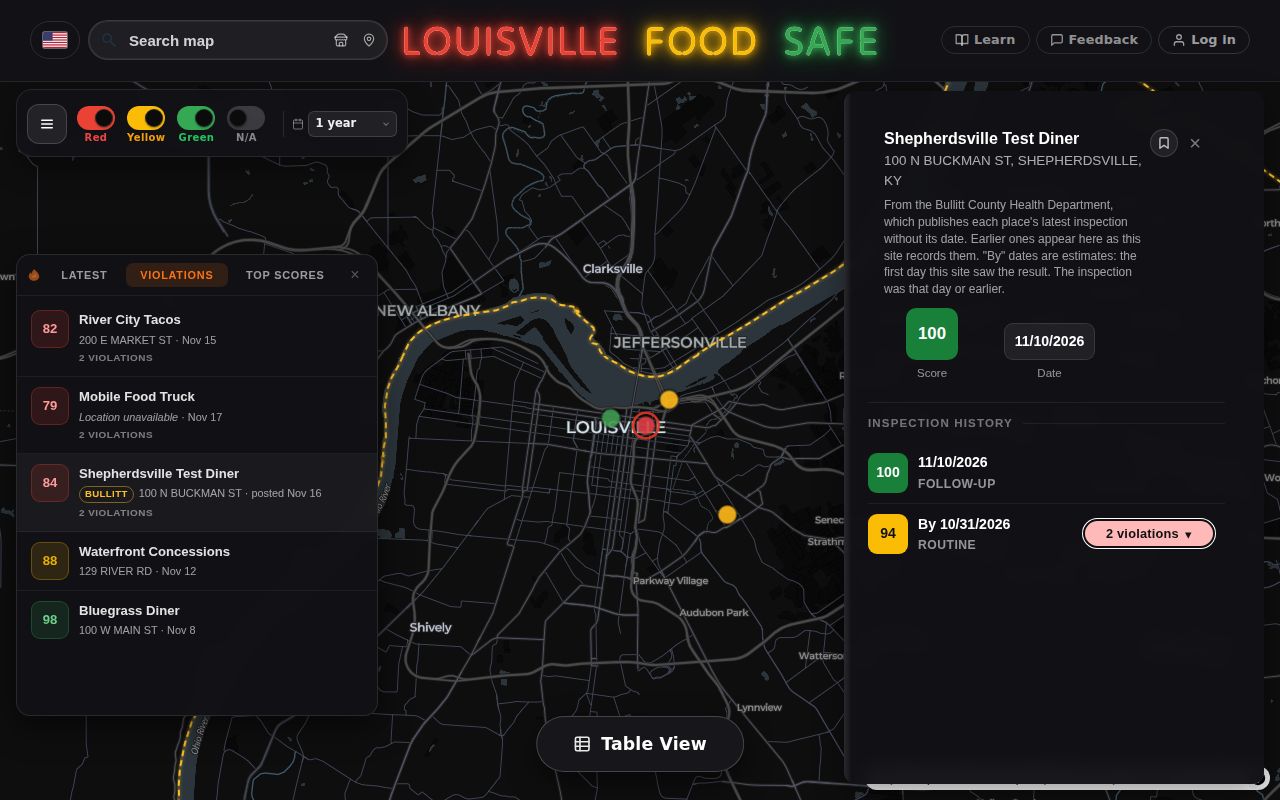 Search map
LOUISVILLE FOOD SAFE
Learn
Feedback
Log In
Red
Yellow
Green
N/A
1 year
LATEST
VIOLATIONS
TOP SCORES
82
River City Tacos
200 E MARKET ST · Nov 15
2 VIOLATIONS
79
Mobile Food Truck
Location unavailable · Nov 17
2 VIOLATIONS
84
Shepherdsville Test Diner
BULLITT 100 N BUCKMAN ST · posted Nov 16
2 VIOLATIONS
88
Waterfront Concessions
129 RIVER RD · Nov 12
98
Bluegrass Diner
100 W MAIN ST · Nov 8
Clarksville
NEW ALBANY
JEFFERSONVILLE
LOUISVILLE
Parkway Village
Audubon Park
Shively
Lynnview
Ohio River
Table View
Shepherdsville Test Diner
100 N BUCKMAN ST, SHEPHERDSVILLE,
KY
From the Bullitt County Health Department,
which publishes each place's latest inspection
without its date. Earlier ones appear here as this
site records them. "By" dates are estimates: the
first day this site saw the result. The inspection
was that day or earlier.
100
Score
11/10/2026
Date
INSPECTION HISTORY
100
11/10/2026
FOLLOW-UP
94
By 10/31/2026
ROUTINE
2 violations ▾